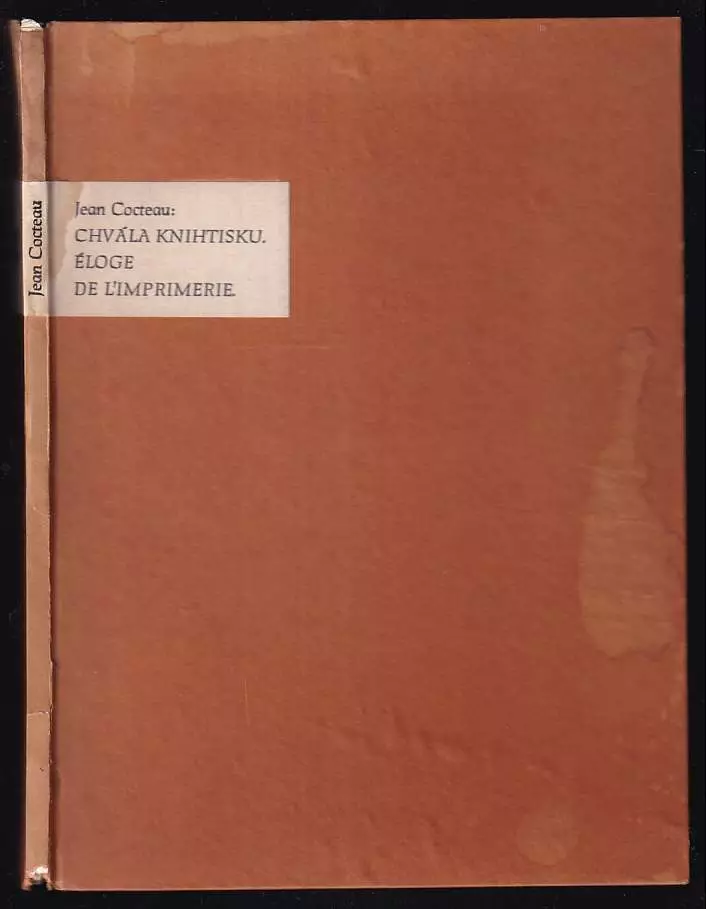 Jean Cocteau
Jean Cocteau:
CHVÁLA KNIHTISKU.
ÉLOGE
DE L'IMPRIMERIE.